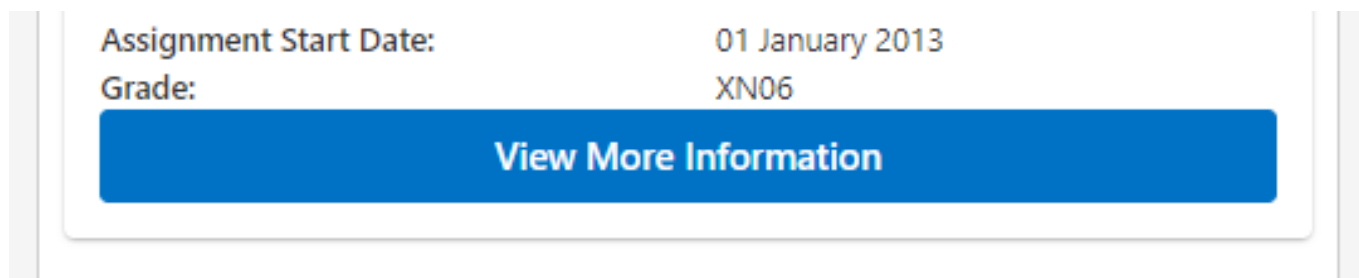 Assignment Start Date: 01 January 2013
Grade: XN06
View More Information